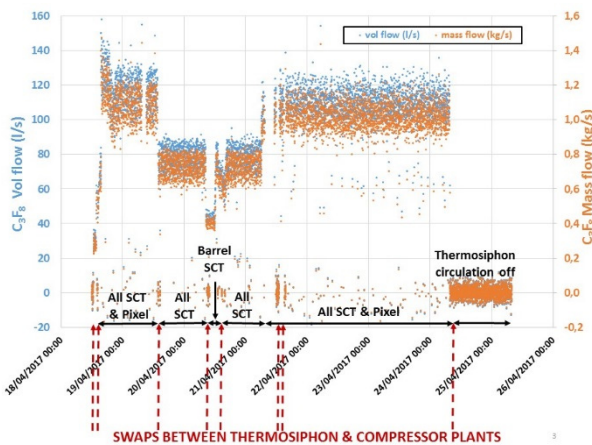 vol flow (l/s) mass flow (kg/s)
160 1,6
140 1,4
120 1,2
100 1,0
80 0,8
60 0,6
40 0,4
20 0,2
0 0,0
-20 -0,2
C₃F₈ Vol flow (l/s)
C₃F₈ Mass flow (kg/s)
Barrel
SCT
Thermosiphon
circulation off
All SCT
& Pixel
All
SCT
All
SCT
All SCT & Pixel
18/04/2017 00:00
19/04/2017 00:00
20/04/2017 00:00
21/04/2017 00:00
22/04/2017 00:00
23/04/2017 00:00
24/04/2017 00:00
25/04/2017 00:00
26/04/2017 00:00
SWAPS BETWEEN THERMOSIPHON & COMPRESSOR PLANTS
3